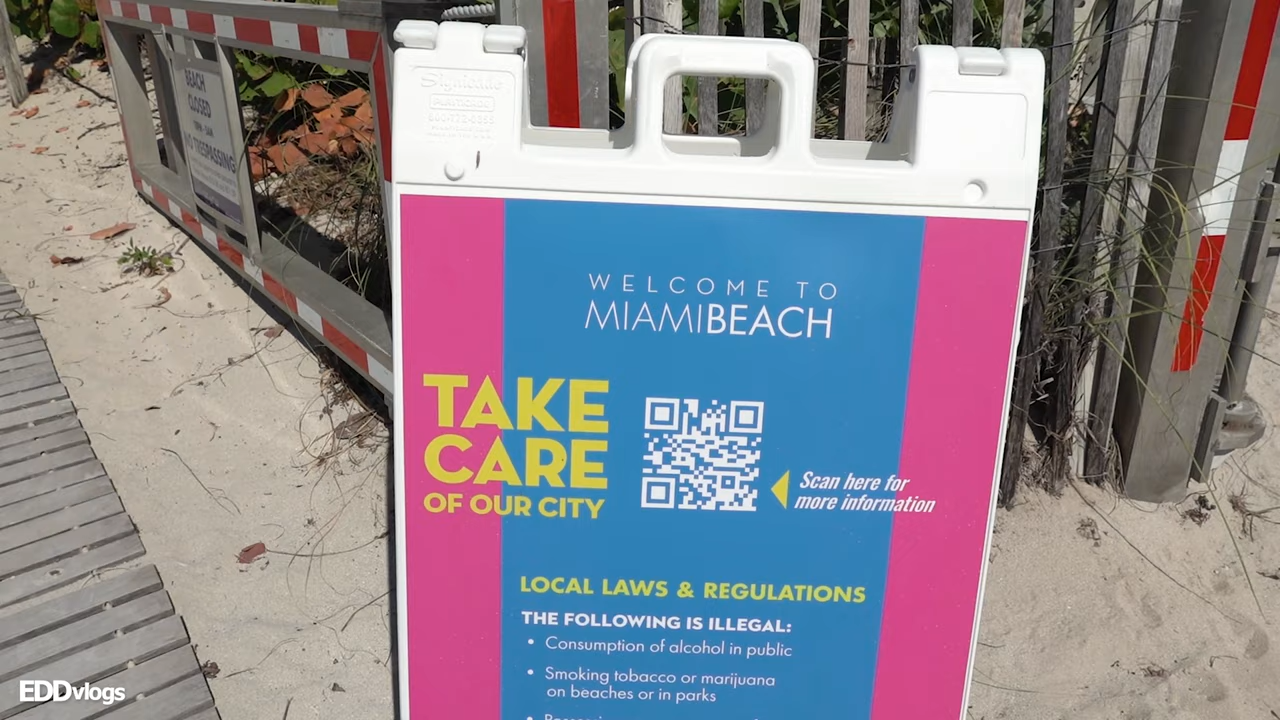 BEACH
CLOSED
NO TRESPASSING
Signicade
PLASTICADE
WELCOME TO
MIAMIBEACH
TAKE
CARE
OF OUR CITY
Scan here for
more information
LOCAL LAWS & REGULATIONS
THE FOLLOWING IS ILLEGAL:
• Consumption of alcohol in public
• Smoking tobacco or marijuana
on beaches or in parks
EDDvlogs